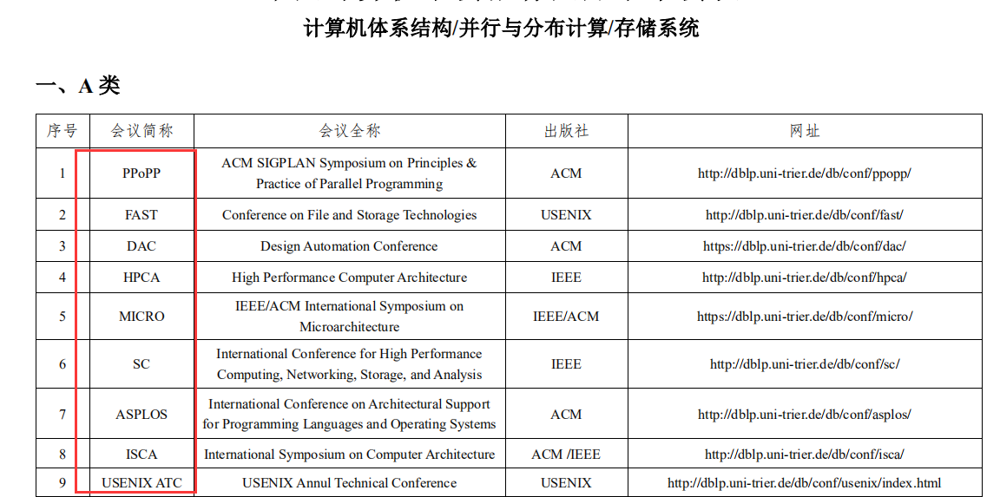 计算机体系结构/并行与分布计算/存储系统
一、A 类
序号 会议简称 会议全称 出版社 网址
1 PPoPP ACM SIGPLAN Symposium on Principles & Practice of Parallel Programming ACM http://dblp.uni-trier.de/db/conf/ppopp/
2 FAST Conference on File and Storage Technologies USENIX http://dblp.uni-trier.de/db/conf/fast/
3 DAC Design Automation Conference ACM https://dblp.uni-trier.de/db/conf/dac/
4 HPCA High Performance Computer Architecture IEEE http://dblp.uni-trier.de/db/conf/hpca/
5 MICRO IEEE/ACM International Symposium on Microarchitecture IEEE/ACM https://dblp.uni-trier.de/db/conf/micro/
6 SC International Conference for High Performance Computing, Networking, Storage, and Analysis IEEE http://dblp.uni-trier.de/db/conf/sc/
7 ASPLOS International Conference on Architectural Support for Programming Languages and Operating Systems ACM http://dblp.uni-trier.de/db/conf/asplos/
8 ISCA International Symposium on Computer Architecture ACM /IEEE http://dblp.uni-trier.de/db/conf/isca/
9 USENIX ATC USENIX Annul Technical Conference USENIX http://dblp.uni-trier.de/db/conf/usenix/index.html